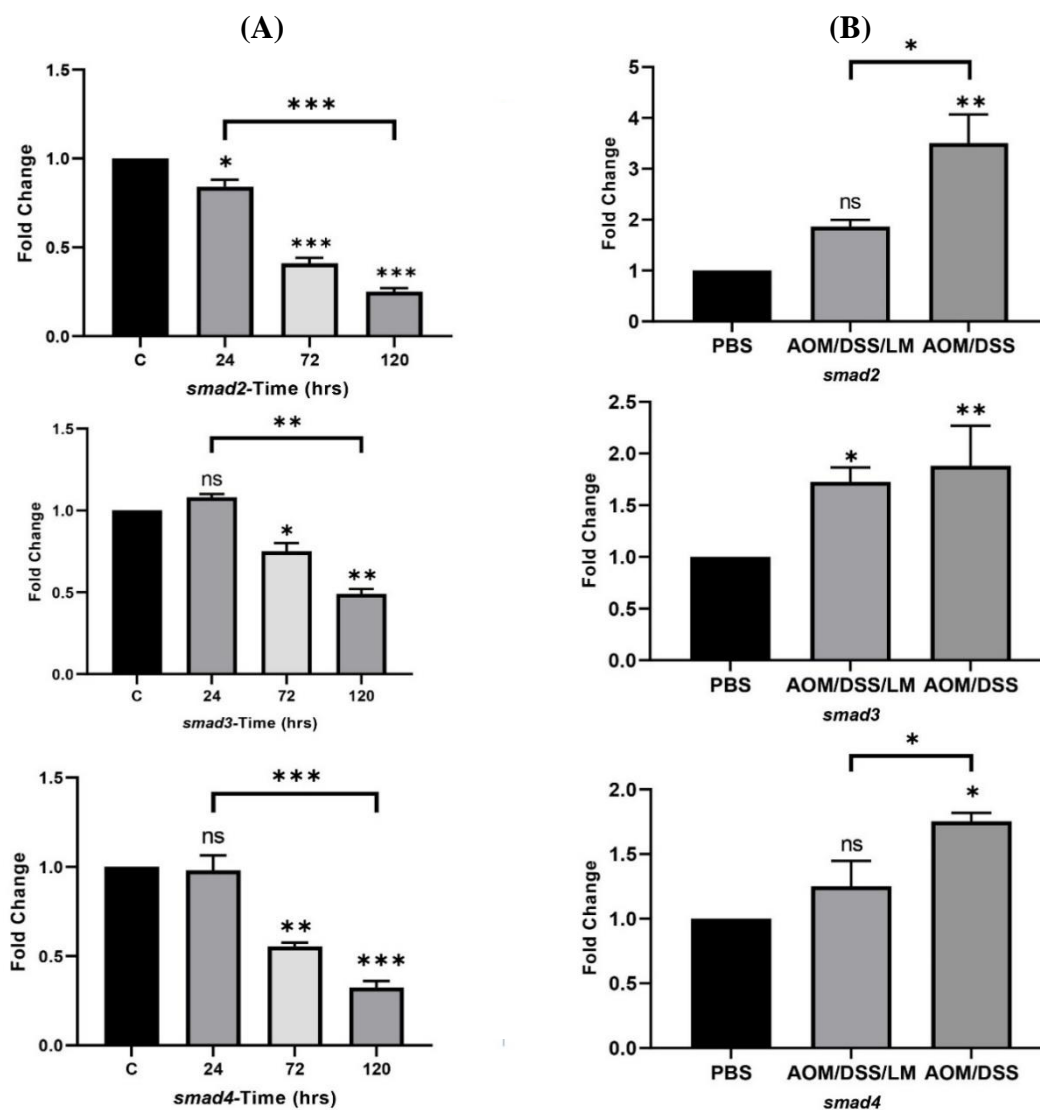 (A)
1.5
1.0
0.5
0.0
Fold Change
***
*
***
***
C 24 72 120
smad2-Time (hrs)
1.5
1.0
0.5
0.0
Fold Change
**
ns
*
**
C 24 72 120
smad3-Time (hrs)
1.5
1.0
0.5
0.0
Fold Change
***
ns
**
***
C 24 72 120
smad4-Time (hrs)
(B)
5
4
3
2
1
0
Fold Change
*
ns
**
PBS AOM/DSS/LM AOM/DSS
smad2
2.5
2.0
1.5
1.0
0.5
0.0
Fold Change
*
**
PBS AOM/DSS/LM AOM/DSS
smad3
2.0
1.5
1.0
0.5
0.0
Fold Change
*
ns
*
PBS AOM/DSS/LM AOM/DSS
smad4